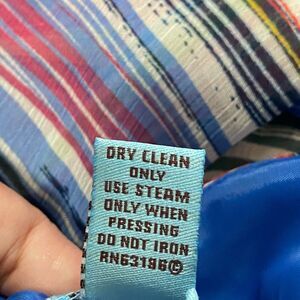 DRY CLEAN
ONLY
USE STEAM
ONLY WHEN
PRESSING
DO NOT IRON
RN63196©